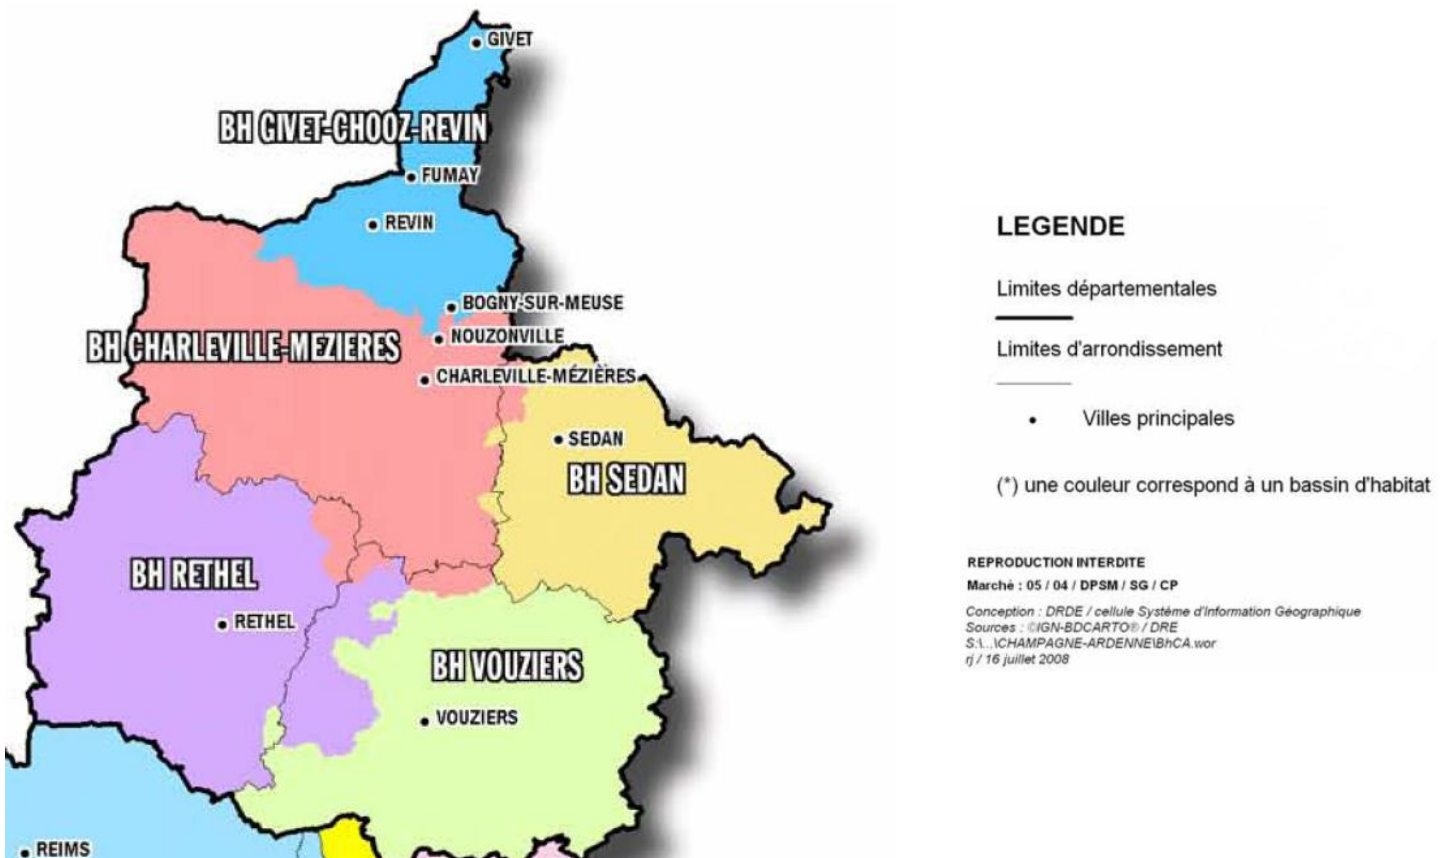 GIVET
BH GIVET-CHOOZ-REVIN
FUMAY
REVIN
BOGNY-SUR-MEUSE
NOUZONVILLE
BH CHARLEVILLE-MEZIERES
CHARLEVILLE-MÉZIÈRES
SEDAN
BH SEDAN
BH RETHEL
RETHEL
BH VOUZIERS
VOUZIERS
REIMS
LEGENDE
Limites départementales
Limites d'arrondissement
Villes principales
(*) une couleur correspond à un bassin d'habitat
REPRODUCTION INTERDITE
Marché : 05 / 04 / DPSM / SG / CP
Conception : DRDE / cellule Système d'Information Géographique
Sources : ©IGN-BDCARTO® / DRE
S:\...\CHAMPAGNE-ARDENNE\BhCA.wor
rj / 16 juillet 2008